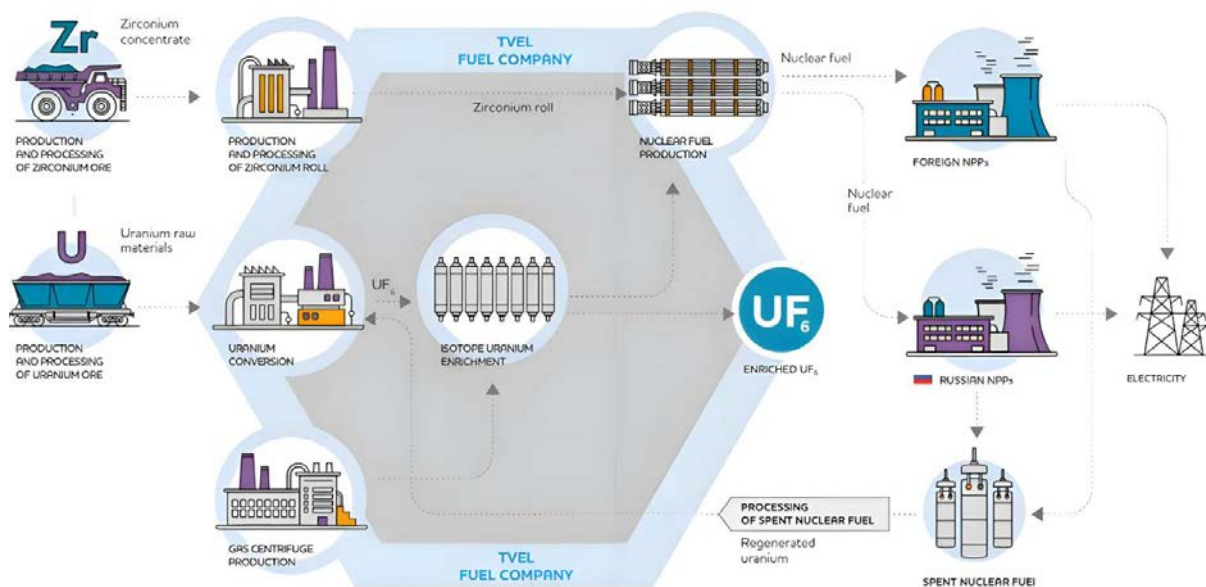 Zr
Zirconium
concentrate
TVEL
FUEL COMPANY
Nuclear fuel
Zirconium roll
PRODUCTION
AND PROCESSING
OF ZIRCONIUM ORE
PRODUCTION
AND PROCESSING
OF ZIRCONIUM ROLL
NUCLEAR FUEL
PRODUCTION
FOREIGN NPPs
Nuclear
fuel
U
Uranium raw
materials
UF₆
UF₆
PRODUCTION
AND PROCESSING
OF URANIUM ORE
URANIUM
CONVERSION
ISOTOPE URANIUM
ENRICHMENT
ENRICHED UF₆
RUSSIAN NPPs
ELECTRICITY
GAS CENTRIFUGE
PRODUCTION
PROCESSING
OF SPENT NUCLEAR FUEL
Regenerated
uranium
TVEL
FUEL COMPANY
SPENT NUCLEAR FUEl